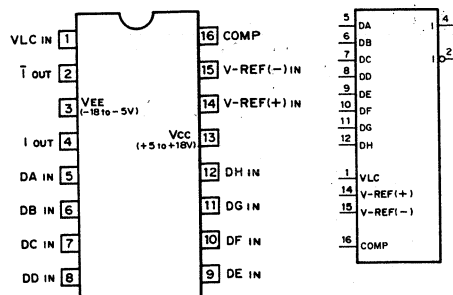 VLC IN 1
Ī OUT 2
3 VEE
(-18 to -5V)
I OUT 4
DA IN 5
DB IN 6
DC IN 7
DD IN 8
16 COMP
15 V-REF(-) IN
14 V-REF(+) IN
VCC 13
(+5 to +18V)
12 DH IN
11 DG IN
10 DF IN
9 DE IN
5 DA I 4
6 DB
7 DC I 2
8 DD
9 DE
10 DF
11 DG
12 DH
1 VLC
14 V-REF(+)
15 V-REF(-)
16 COMP